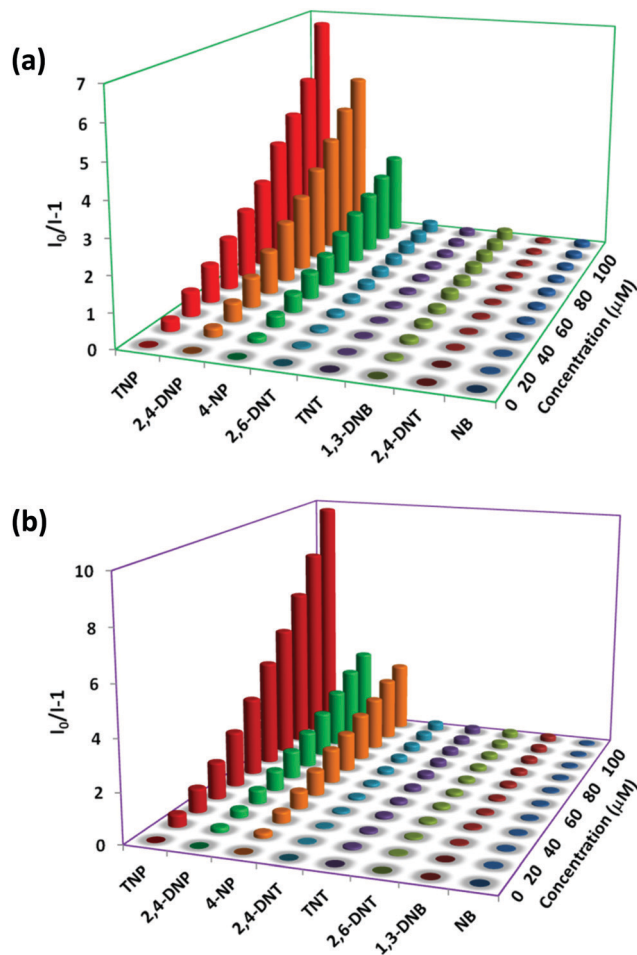 (a)
7
6
5
4
3
2
1
0
I0/I-1
TNP
2,4-DNP
4-NP
2,6-DNT
TNT
1,3-DNB
2,4-DNT
NB
0
20
40
60
80
100
Concentration (μM)
(b)
10
8
6
4
2
0
I0/I-1
TNP
2,4-DNP
4-NP
2,4-DNT
TNT
2,6-DNT
1,3-DNB
NB
0
20
40
60
80
100
Concentration (μM)